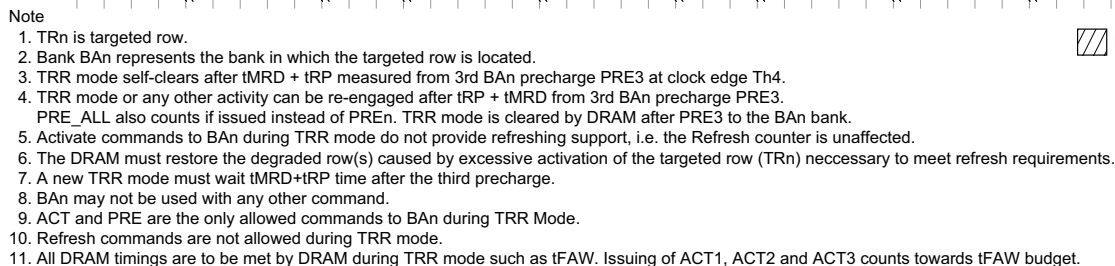 Note
1. TRn is targeted row.
2. Bank BAn represents the bank in which the targeted row is located.
3. TRR mode self-clears after tMRD + tRP measured from 3rd BAn precharge PRE3 at clock edge Th4.
4. TRR mode or any other activity can be re-engaged after tRP + tMRD from 3rd BAn precharge PRE3.
PRE_ALL also counts if issued instead of PREn. TRR mode is cleared by DRAM after PRE3 to the BAn bank.
5. Activate commands to BAn during TRR mode do not provide refreshing support, i.e. the Refresh counter is unaffected.
6. The DRAM must restore the degraded row(s) caused by excessive activation of the targeted row (TRn) neccessary to meet refresh requirements.
7. A new TRR mode must wait tMRD+tRP time after the third precharge.
8. BAn may not be used with any other command.
9. ACT and PRE are the only allowed commands to BAn during TRR Mode.
10. Refresh commands are not allowed during TRR mode.
11. All DRAM timings are to be met by DRAM during TRR mode such as tFAW. Issuing of ACT1, ACT2 and ACT3 counts towards tFAW budget.